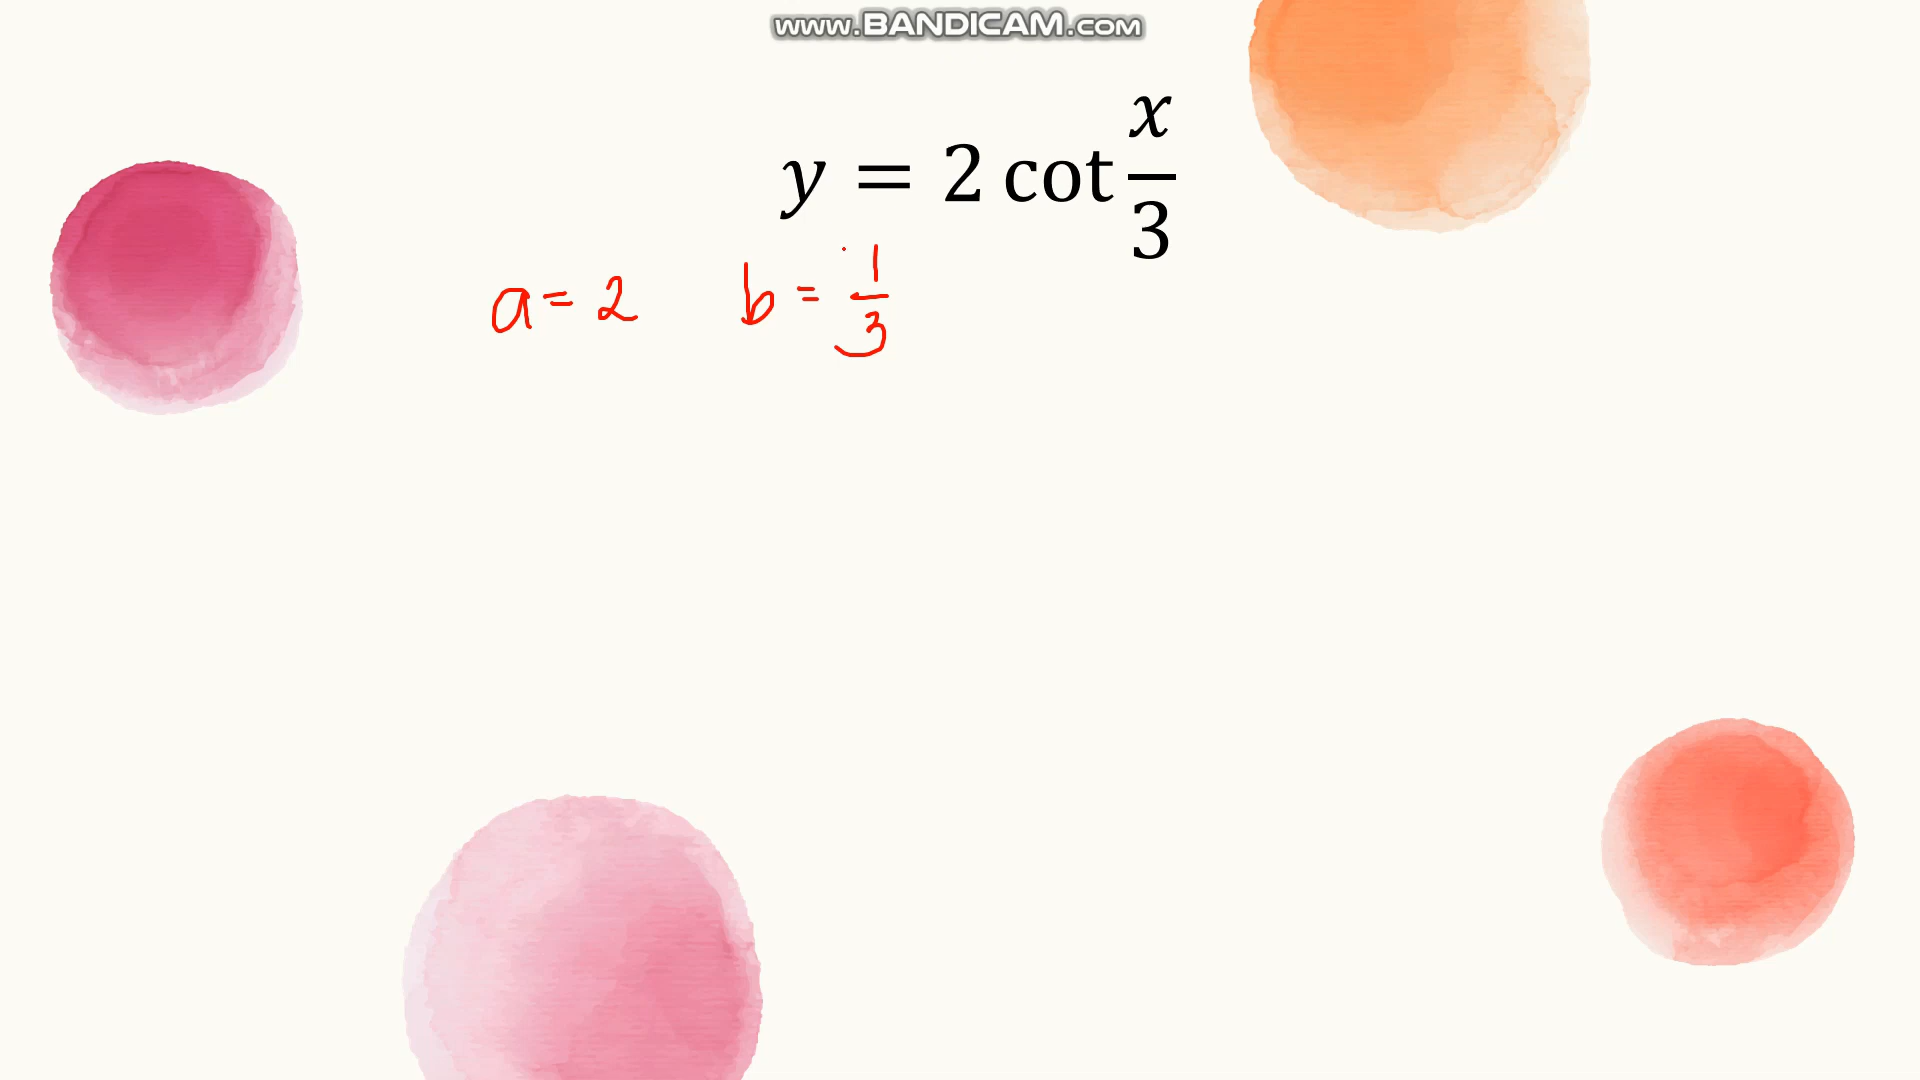 www.BANDICAM.com
y = 2 cot x/3
a = 2 b = 1/3